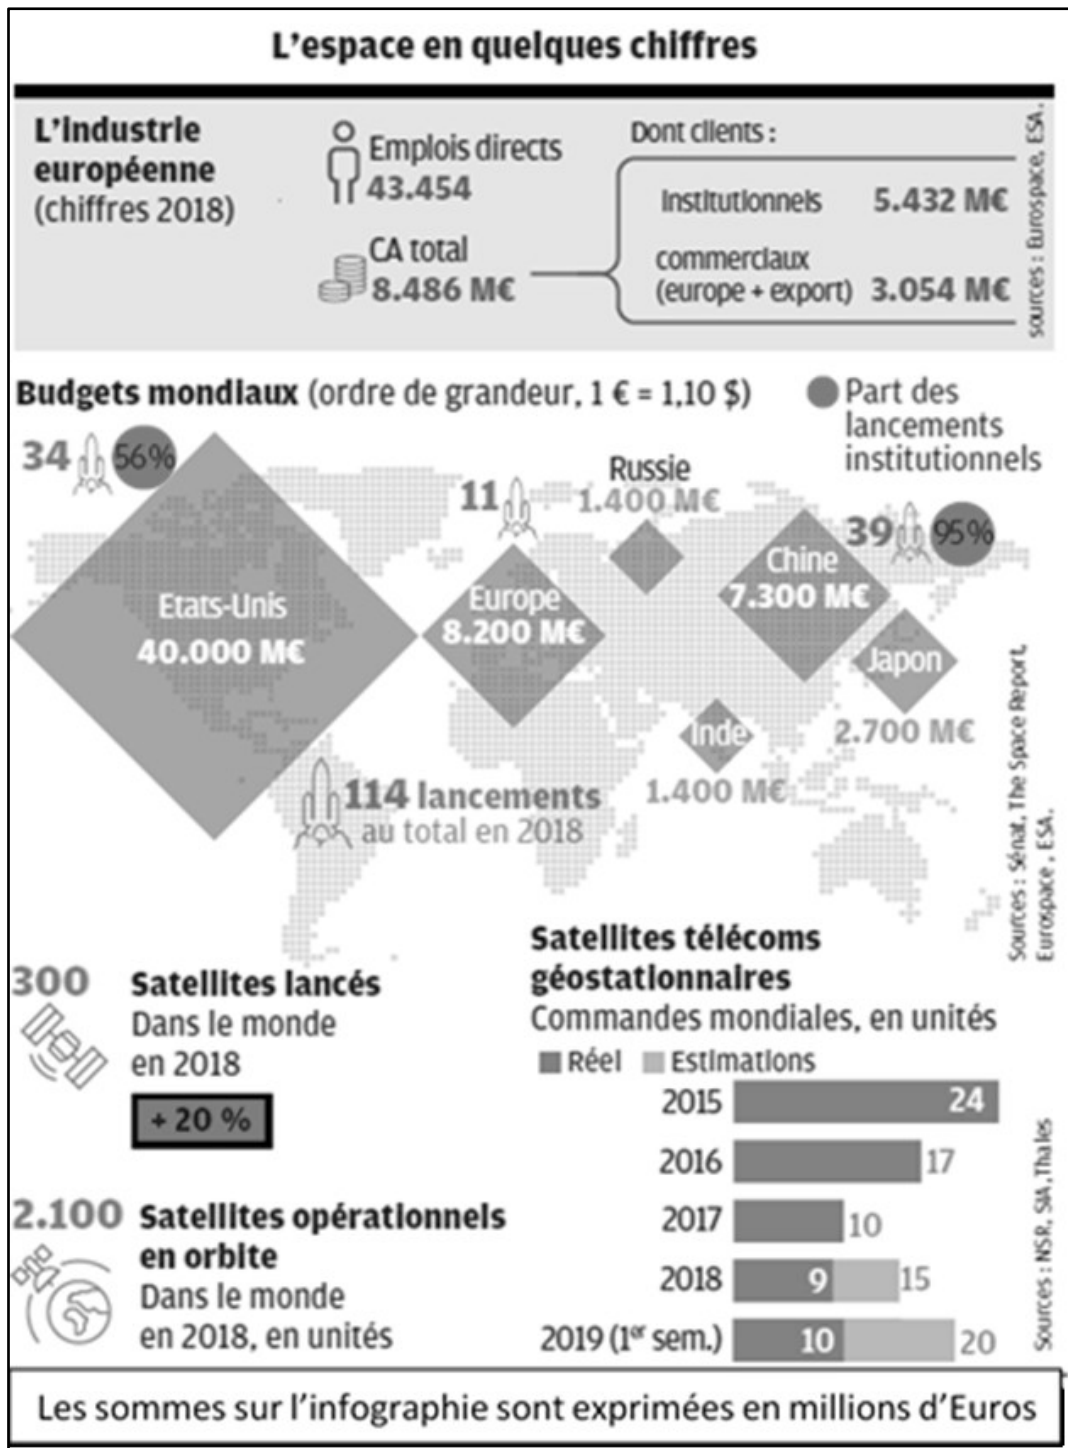 L'espace en quelques chiffres
L'industrie
européenne
(chiffres 2018)
Emplois directs
43.454
CA total
8.486 M€
Dont clients :
Institutionnels 5.432 M€
commerciaux
(europe + export) 3.054 M€
sources : Eurospace, ESA.
Budgets mondiaux (ordre de grandeur, 1 € = 1,10 $)
Part des
lancements
institutionnels
34 56%
Etats-Unis
40.000 M€
11
Europe
8.200 M€
Russie
1.400 M€
39 95%
Chine
7.300 M€
Japon
2.700 M€
Inde
1.400 M€
114 lancements
au total en 2018
Sources : Sénat, The Space Report,
Eurospace, ESA.
300 Satellites lancés
Dans le monde
en 2018
+ 20 %
2.100 Satellites opérationnels
en orbite
Dans le monde
en 2018, en unités
Satellites télécoms
géostationnaires
Commandes mondiales, en unités
Réel Estimations
2015 24
2016 17
2017 10
2018 9 15
2019 (1er sem.) 10 20
Sources : NSR, SIA, Thales
Les sommes sur l'infographie sont exprimées en millions d'Euros